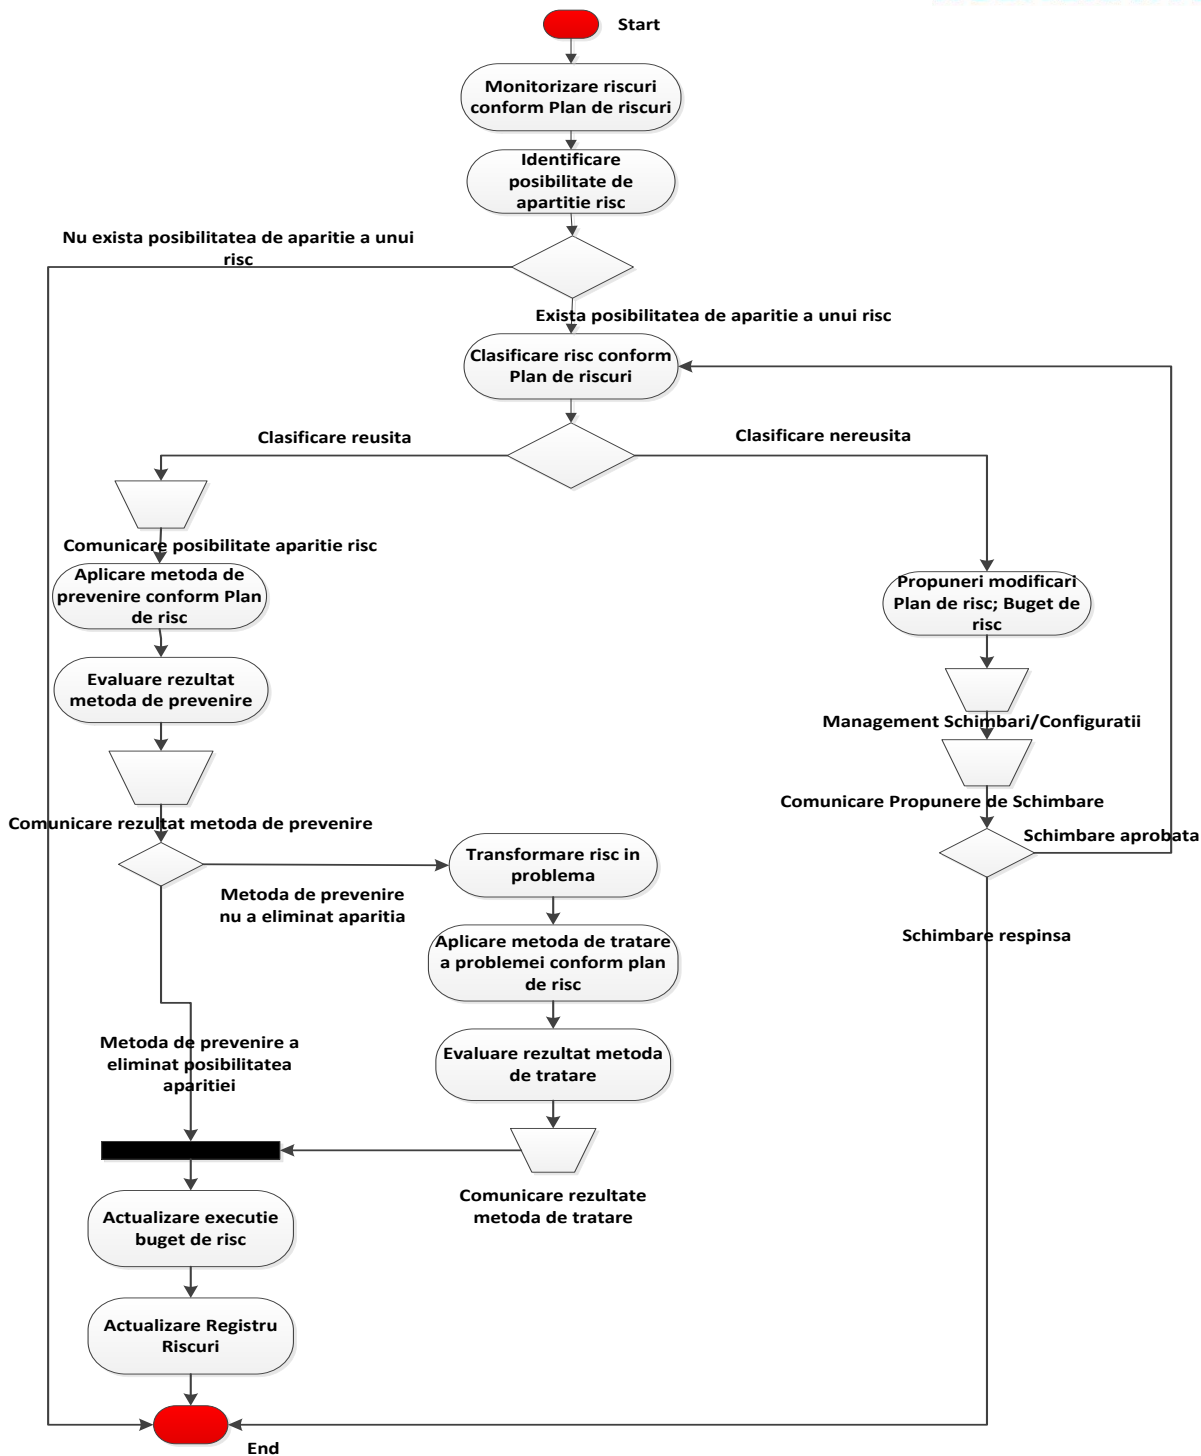 Start
Monitorizare riscuri
conform Plan de riscuri
Identificare
posibilitate de
apartitie risc
Nu exista posibilitatea de aparitie a unui
risc
Exista posibilitatea de aparitie a unui risc
Clasificare risc conform
Plan de riscuri
Clasificare reusita
Clasificare nereusita
Comunicare posibilitate aparitie risc
Aplicare metoda de
prevenire conform Plan
de risc
Propuneri modificari
Plan de risc; Buget de
risc
Evaluare rezultat
metoda de prevenire
Management Schimbari/Configuratii
Comunicare Propunere de Schimbare
Comunicare rezultat metoda de prevenire
Schimbare aprobata
Transformare risc in
problema
Metoda de prevenire
nu a eliminat aparitia
Schimbare respinsa
Aplicare metoda de tratare
a problemei conform plan
de risc
Metoda de prevenire a
eliminat posibilitatea
aparitiei
Evaluare rezultat metoda
de tratare
Comunicare rezultate
metoda de tratare
Actualizare executie
buget de risc
Actualizare Registru
Riscuri
End